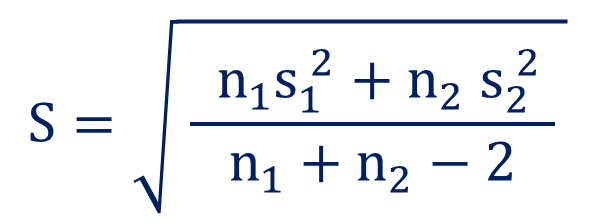 S = √((n₁s₁² + n₂ s₂²) / (n₁ + n₂ − 2))